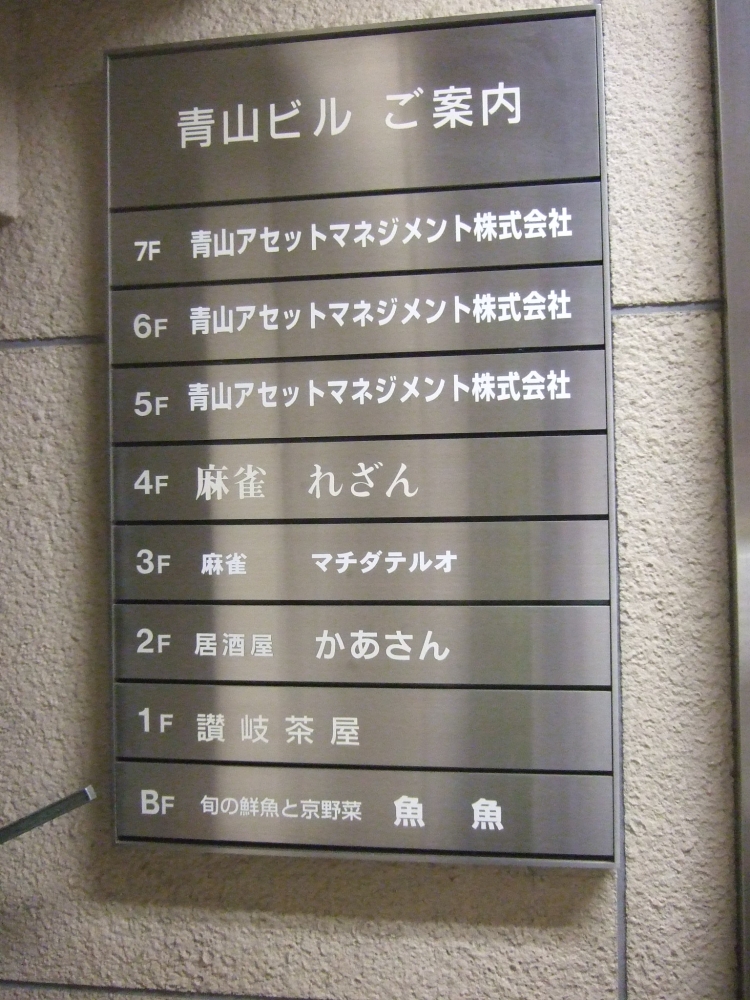 青山ビル ご案内
7F 青山アセットマネジメント株式会社
6F 青山アセットマネジメント株式会社
5F 青山アセットマネジメント株式会社
4F 麻雀 れざん
3F 麻雀 マチダテルオ
2F 居酒屋 かあさん
1F 讃岐茶屋
BF 旬の鮮魚と京野菜 魚 魚